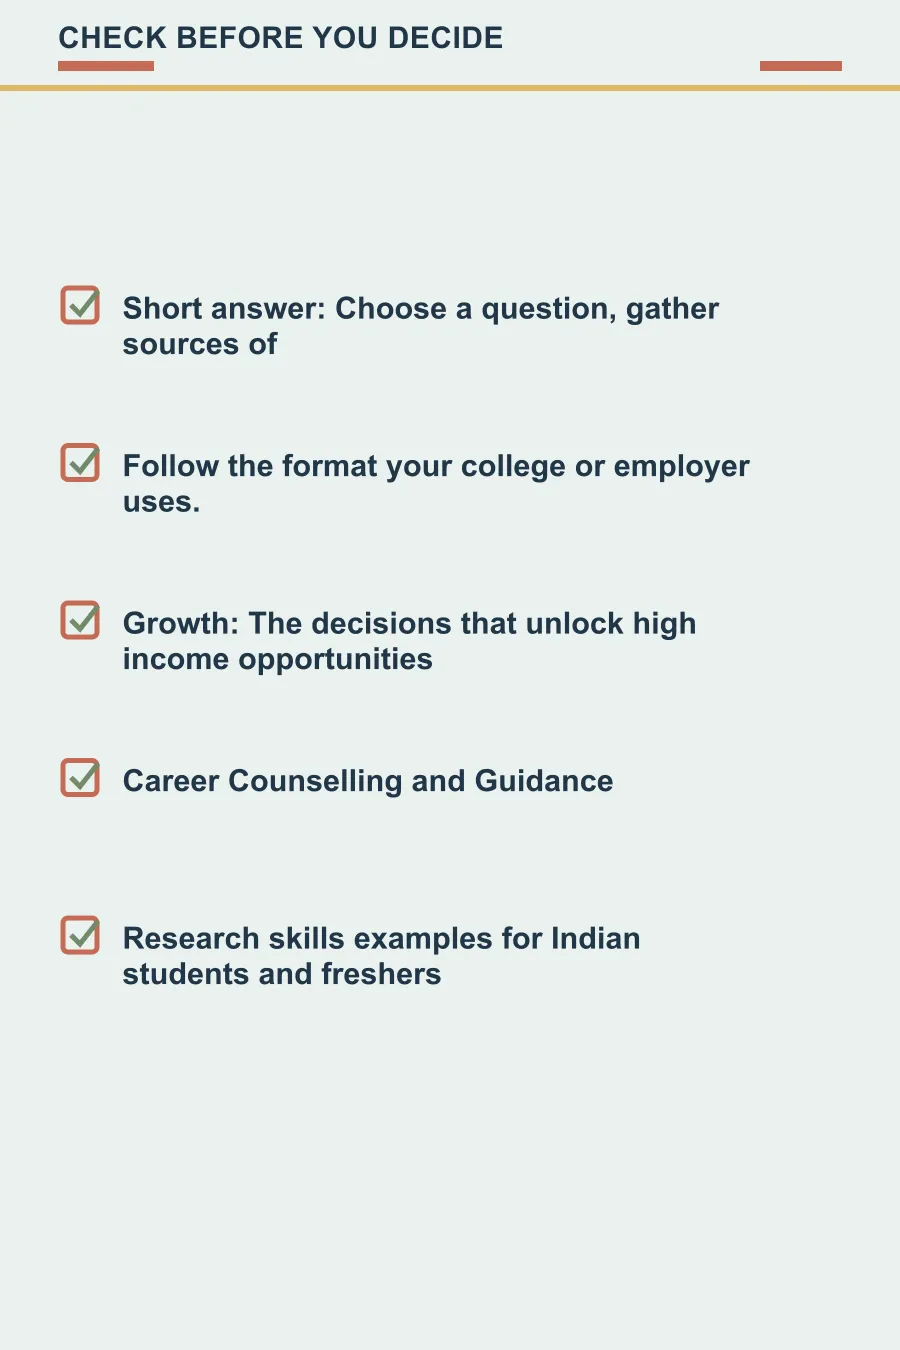 CHECK BEFORE YOU DECIDE
Short answer: Choose a question, gather
sources of
Follow the format your college or employer
uses.
Growth: The decisions that unlock high
income opportunities
Career Counselling and Guidance
Research skills examples for Indian
students and freshers